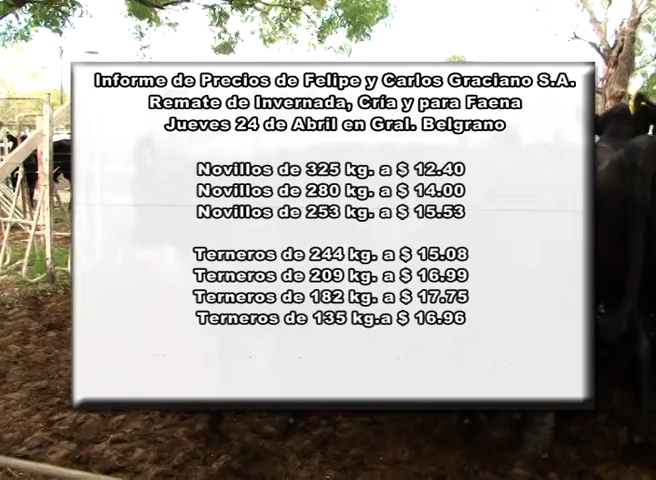 Informe de Precios de Felipe y Carlos Graciano S.A.
Remate de Invernada, Cría y para Faena
Jueves 24 de Abril en Gral. Belgrano
Novillos de 325 kg. a $ 12.40
Novillos de 280 kg. a $ 14.00
Novillos de 253 kg. a $ 15.53
Terneros de 244 kg. a $ 15.08
Terneros de 209 kg. a $ 16.99
Terneros de 182 kg. a $ 17.75
Terneros de 135 kg.a $ 16.96